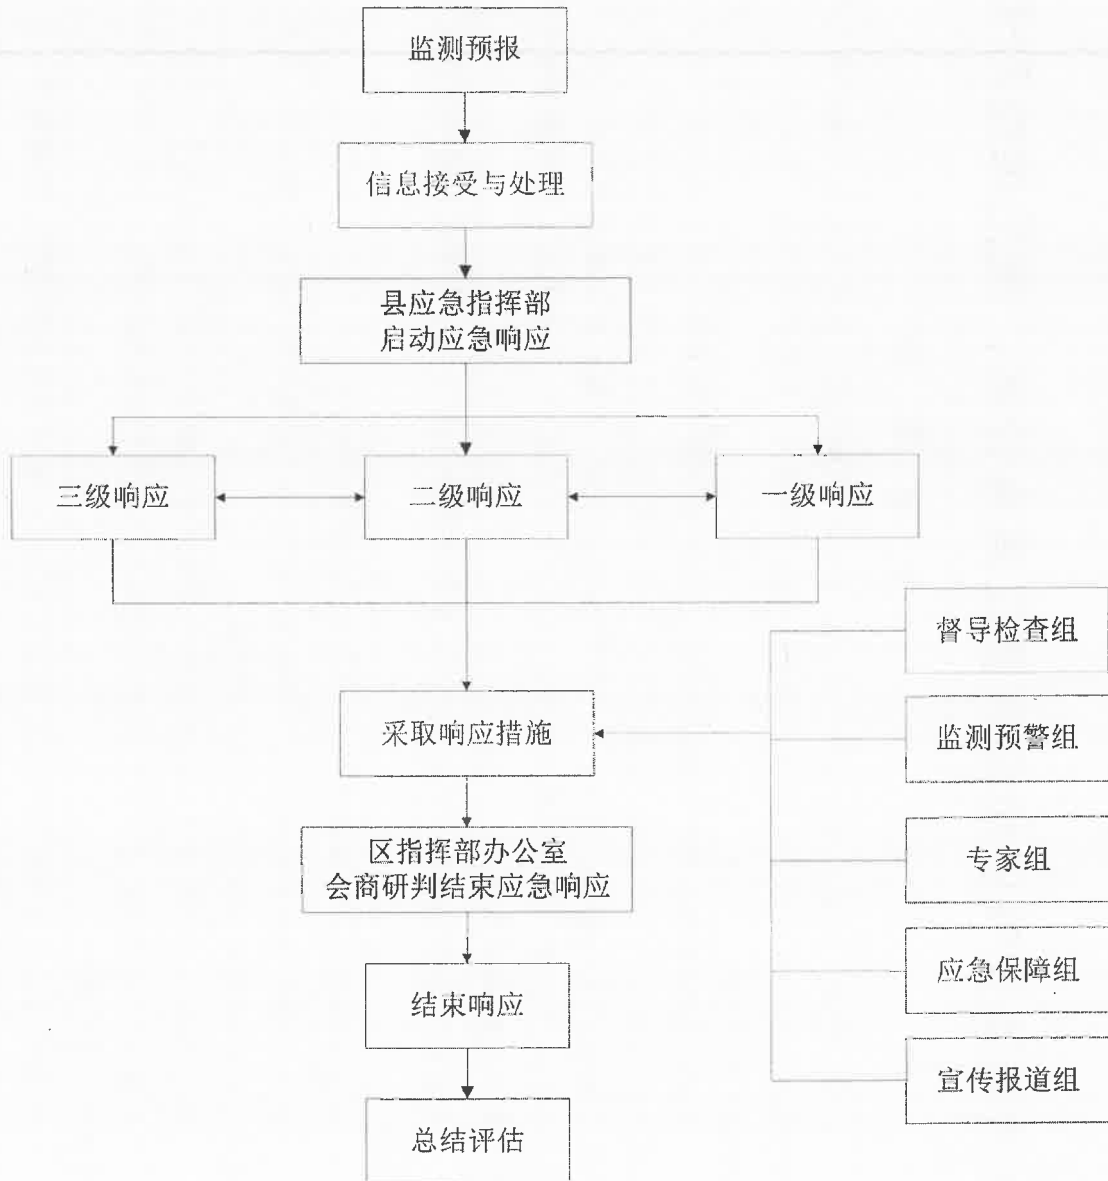 监测预报
信息接受与处理
县应急指挥部
启动应急响应
三级响应
二级响应
一级响应
督导检查组
采取响应措施
监测预警组
区指挥部办公室
会商研判结束应急响应
专家组
应急保障组
结束响应
宣传报道组
总结评估